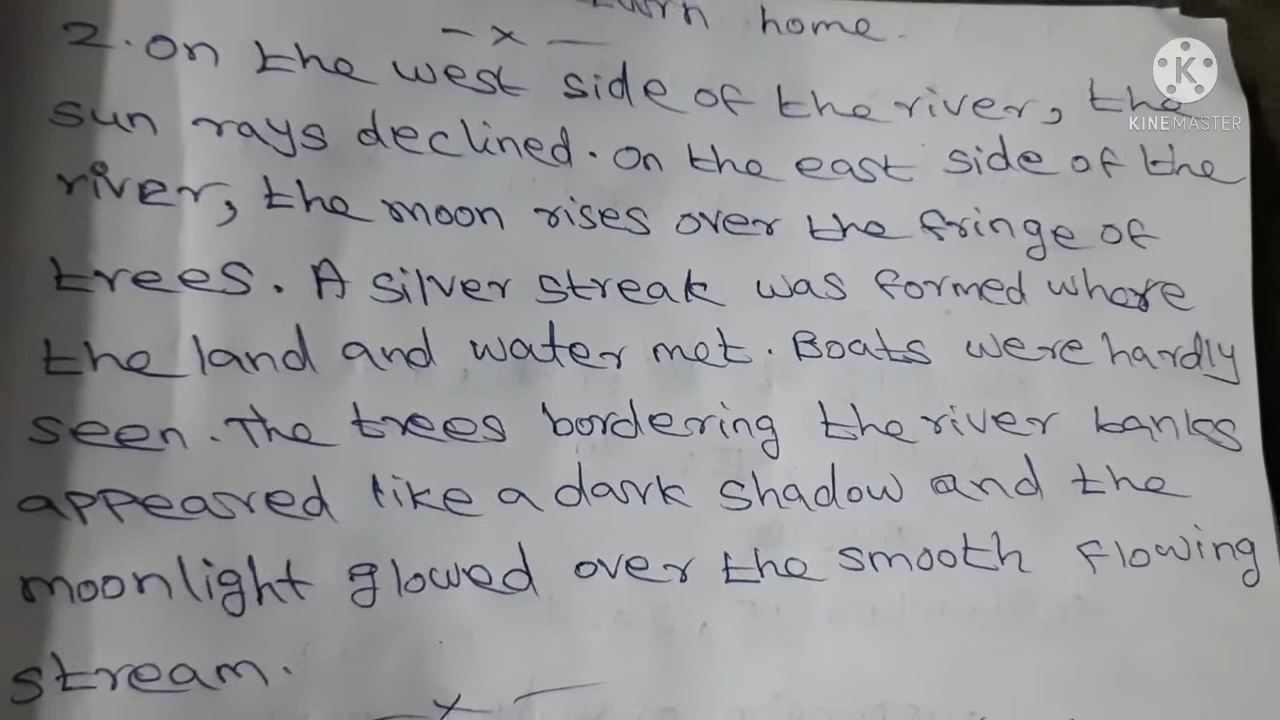 home.
- x -
2. On the west side of the river, the
sun rays declined. On the east side of the
river, the moon rises over the fringe of
trees. A silver streak was formed where
the land and water met. Boats were hardly
seen. The trees bordering the river banks
appeared like a dark shadow and the
moonlight glowed over the smooth flowing
stream.
- x -
K
KINEMASTER